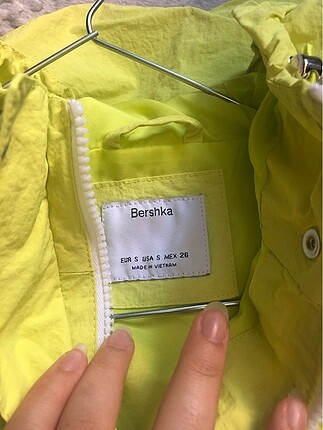 Bershka
EUR S USA S MEX 26
MADE IN VIETNAM